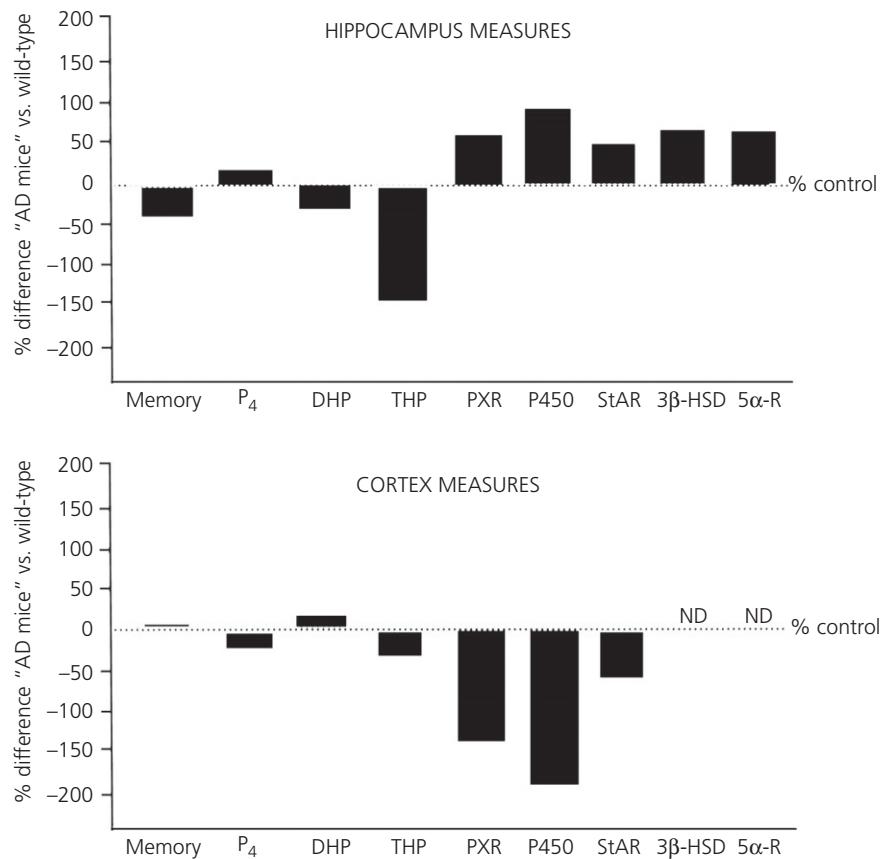 HIPPOCAMPUS MEASURES
% difference "AD mice" vs. wild-type
200
150
100
50
0
–50
–100
–150
–200
% control
Memory P4 DHP THP PXR P450 StAR 3β-HSD 5α-R
CORTEX MEASURES
% difference "AD mice" vs. wild-type
200
150
100
50
0
–50
–100
–150
–200
ND ND
% control
Memory P4 DHP THP PXR P450 StAR 3β-HSD 5α-R